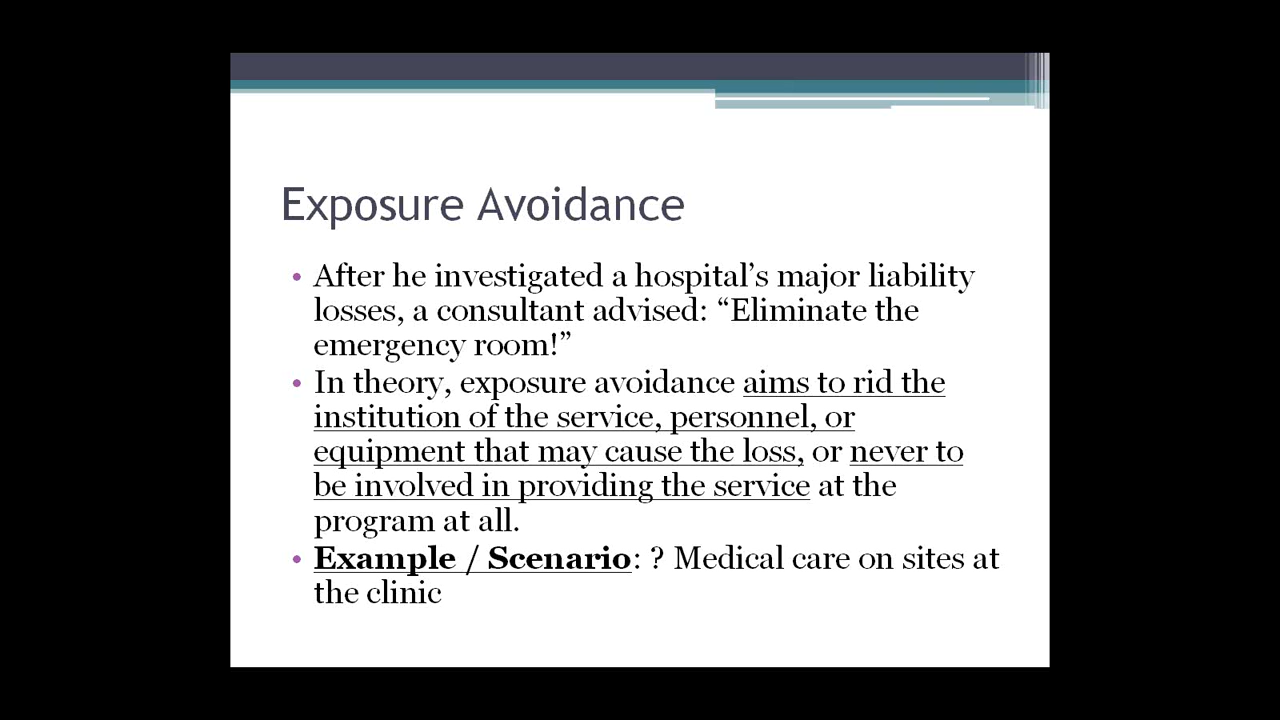 Exposure Avoidance
• After he investigated a hospital’s major liability
losses, a consultant advised: “Eliminate the
emergency room!”
• In theory, exposure avoidance aims to rid the
institution of the service, personnel, or
equipment that may cause the loss, or never to
be involved in providing the service at the
program at all.
• Example / Scenario: ? Medical care on sites at
the clinic